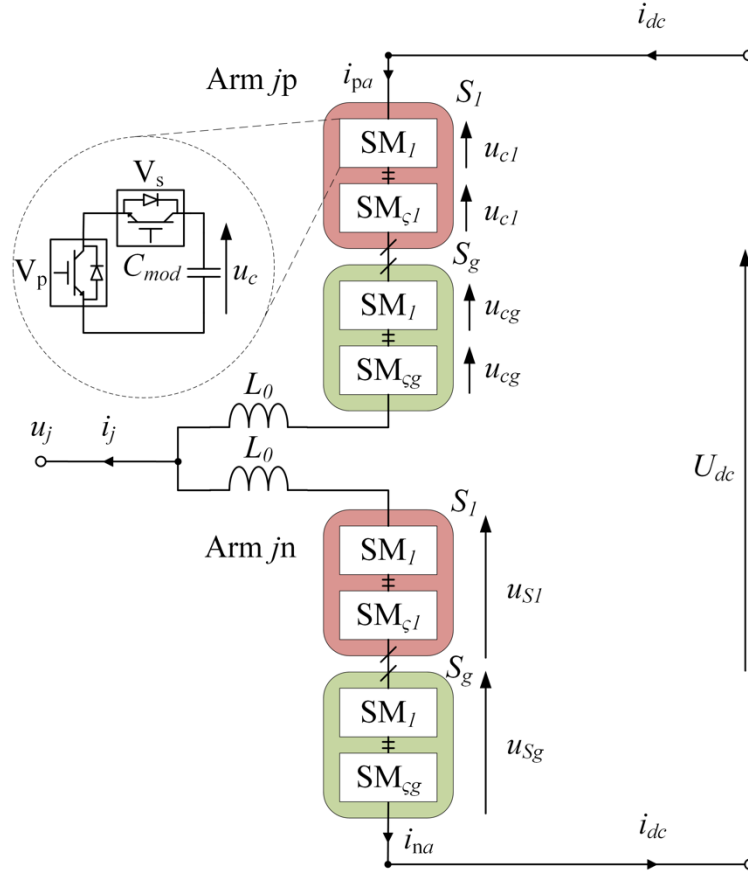 i_dc
Arm jp
i_pa
S_1
SM_1
u_c1
V_s
SM_ς1
u_c1
V_p
C_mod
u_c
S_g
SM_1
u_cg
SM_ςg
u_cg
L_0
u_j
i_j
L_0
U_dc
Arm jn
S_1
SM_1
SM_ς1
u_S1
S_g
SM_1
SM_ςg
u_Sg
i_na
i_dc